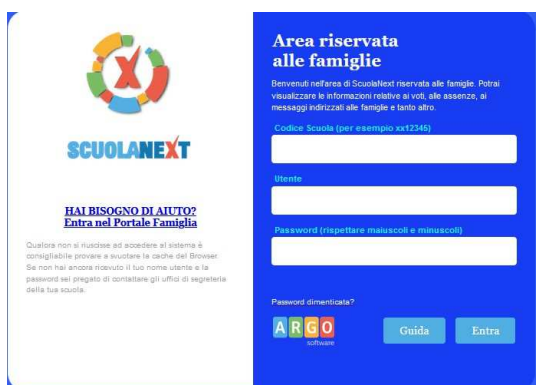 SCUOLANEXT
HAI BISOGNO DI AIUTO?
Entra nel Portale Famiglia
Qualora non si riuscisse ad accedere al sistema è
consigliabile provare a svuotare la cache del Browser.
Se non hai ancora ricevuto il tuo nome utente e la
password sei pregato di contattare gli uffici di segreteria
della tua scuola.
Area riservata
alle famiglie
Benvenuti nell'area di ScuolaNext riservata alle famiglie. Potrai
visualizzare le informazioni relative ai voti, alle assenze, ai
messaggi indirizzati alle famiglie e tanto altro.
Codice Scuola (per esempio xx12345)
Utente
Password (rispettare maiuscoli e minuscoli)
Password dimenticata?
ARGO
software
Guida
Entra